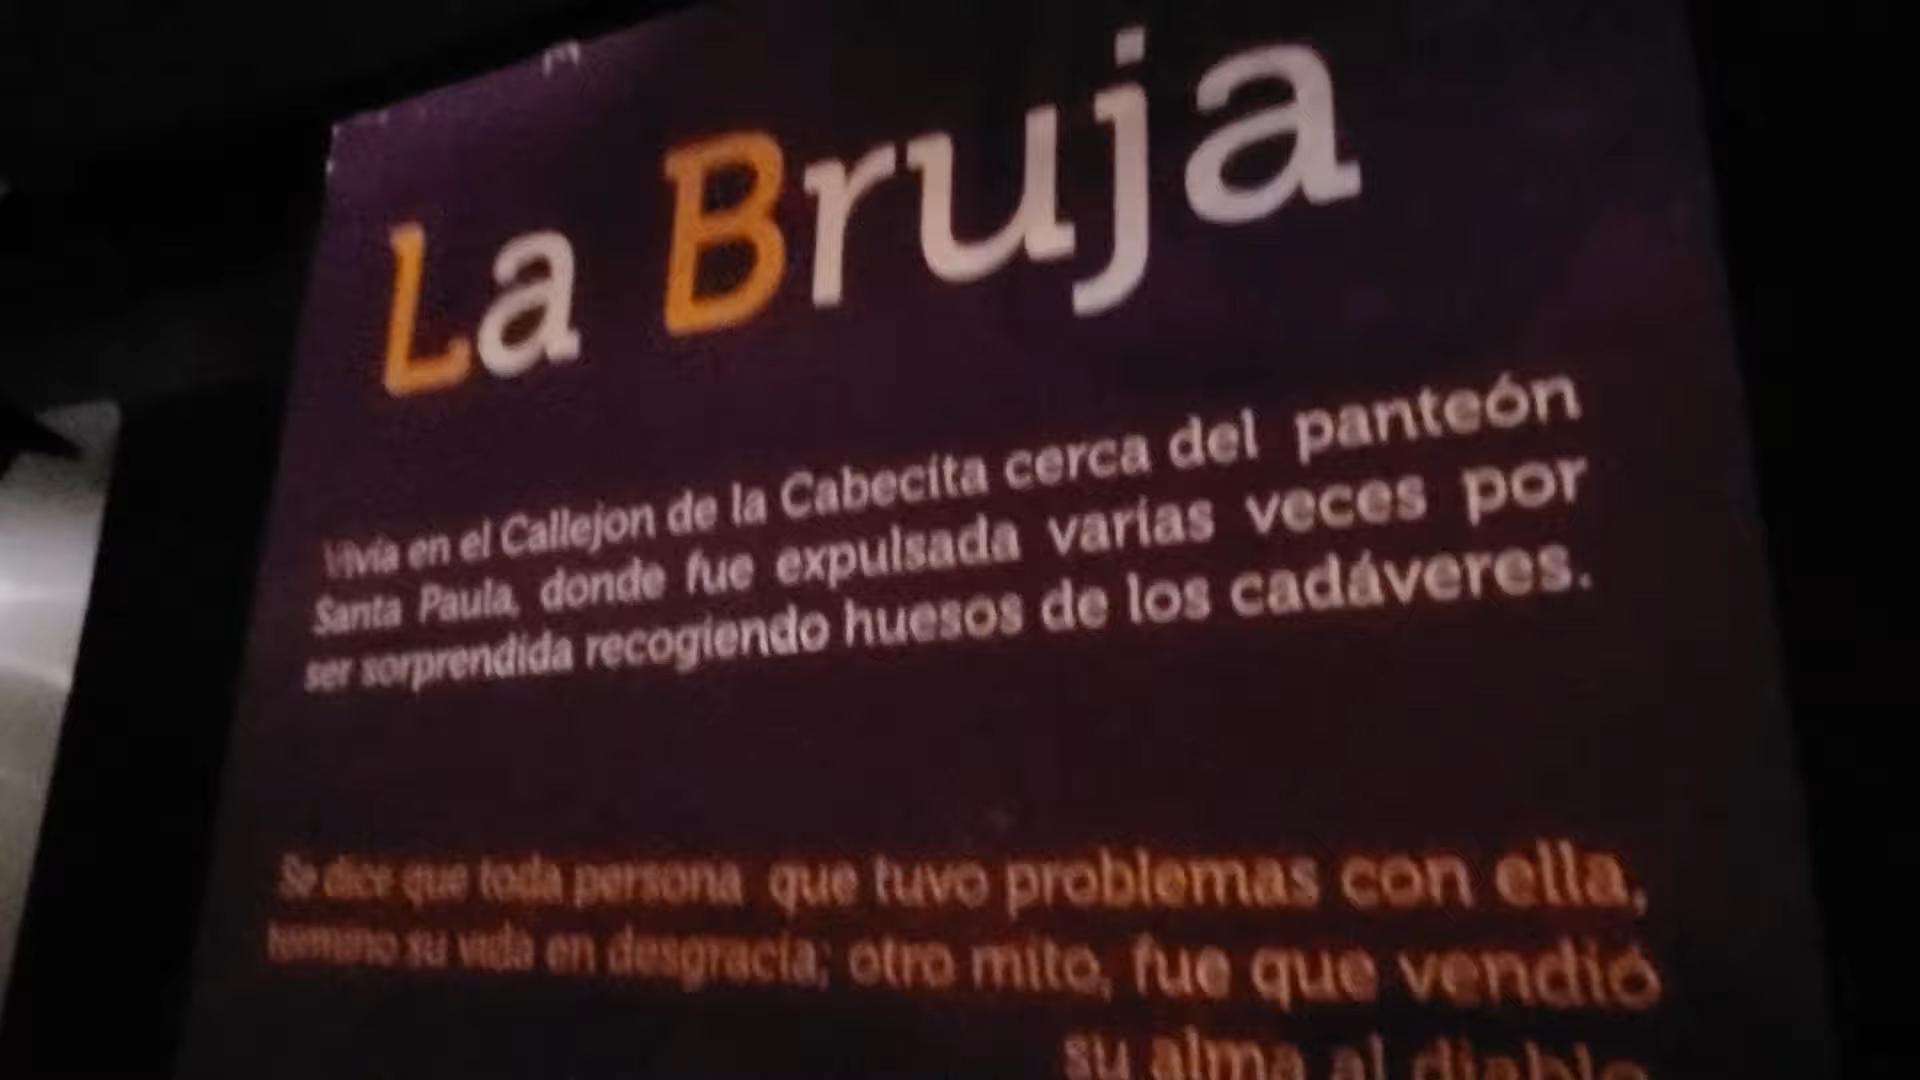 La Bruja
Vivía en el Callejon de la Cabecita cerca del panteón
Santa Paula, donde fue expulsada varias veces por
ser sorprendida recogiendo huesos de los cadáveres.
Se dice que toda persona que tuvo problemas con ella,
termino su vida en desgracia; otro mito, fue que vendió
su alma al diablo